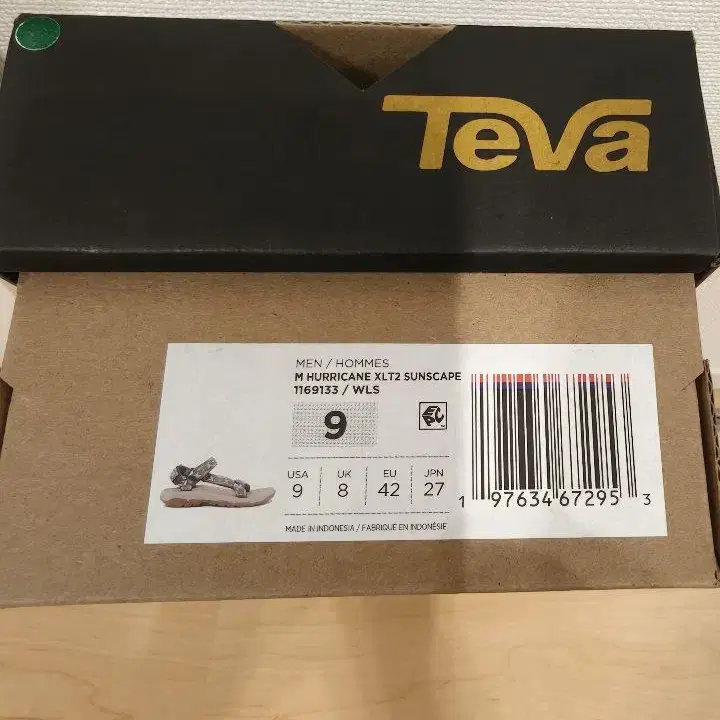 Teva
MEN / HOMMES
M HURRICANE XLT2 SUNSCAPE
1169133 / WLS
9
EPC
USA UK EU JPN
9 8 42 27
MADE IN INDONESIA / FABRIQUÉ EN INDONÉSIE
1 97634 67295 3